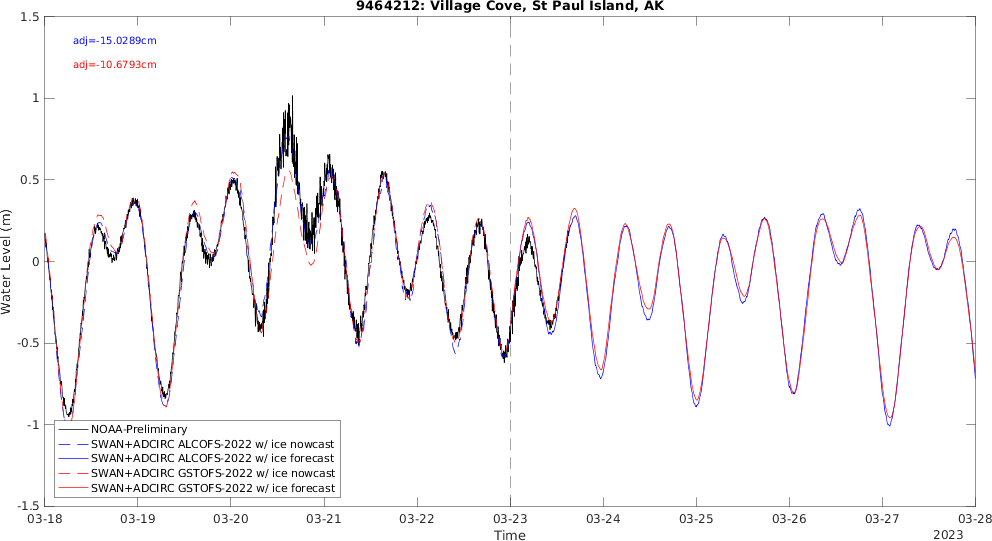 9464212: Village Cove, St Paul Island, AK
1.5
1
0.5
0
-0.5
-1
-1.5
Water Level (m)
adj=-15.0289cm
adj=-10.6793cm
NOAA-Preliminary
SWAN+ADCIRC ALCOFS-2022 w/ ice nowcast
SWAN+ADCIRC ALCOFS-2022 w/ ice forecast
SWAN+ADCIRC GSTOFS-2022 w/ ice nowcast
SWAN+ADCIRC GSTOFS-2022 w/ ice forecast
03-18 03-19 03-20 03-21 03-22 03-23 03-24 03-25 03-26 03-27 03-28
Time
2023